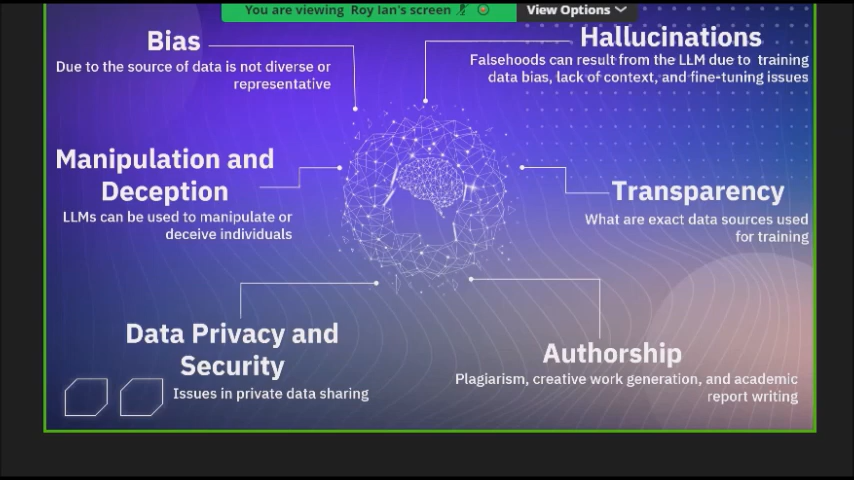 You are viewing Roy Ian's screen
View Options
Bias
Due to the source of data is not diverse or
representative
Hallucinations
Falsehoods can result from the LLM due to training
data bias, lack of context, and fine-tuning issues
Manipulation and
Deception
LLMs can be used to manipulate or
deceive individuals
Transparency
What are exact data sources used
for training
Data Privacy and
Security
Issues in private data sharing
Authorship
Plagiarism, creative work generation, and academic
report writing